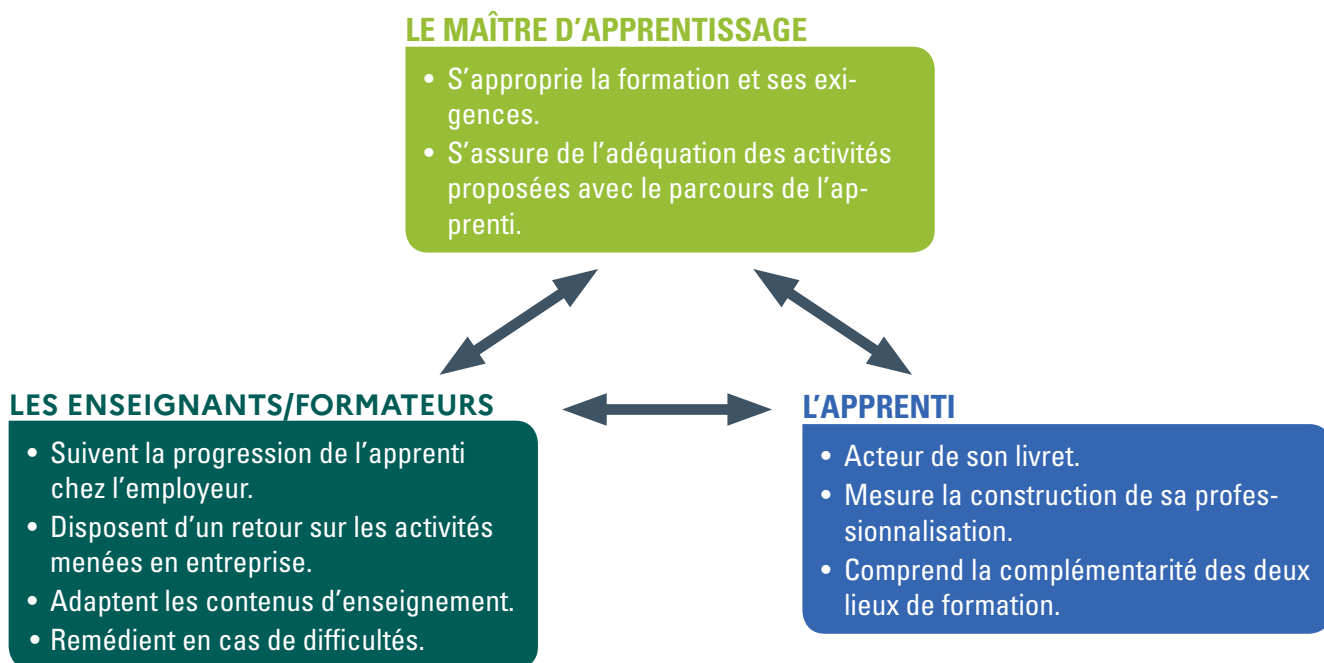 LE MAÎTRE D’APPRENTISSAGE
• S’approprie la formation et ses exi-
gences.
• S’assure de l’adéquation des activités
proposées avec le parcours de l’ap-
prenti.
LES ENSEIGNANTS/FORMATEURS
• Suivent la progression de l’apprenti
chez l’employeur.
• Disposent d’un retour sur les activités
menées en entreprise.
• Adaptent les contenus d’enseignement.
• Remédient en cas de difficultés.
L’APPRENTI
• Acteur de son livret.
• Mesure la construction de sa profes-
sionnalisation.
• Comprend la complémentarité des deux
lieux de formation.